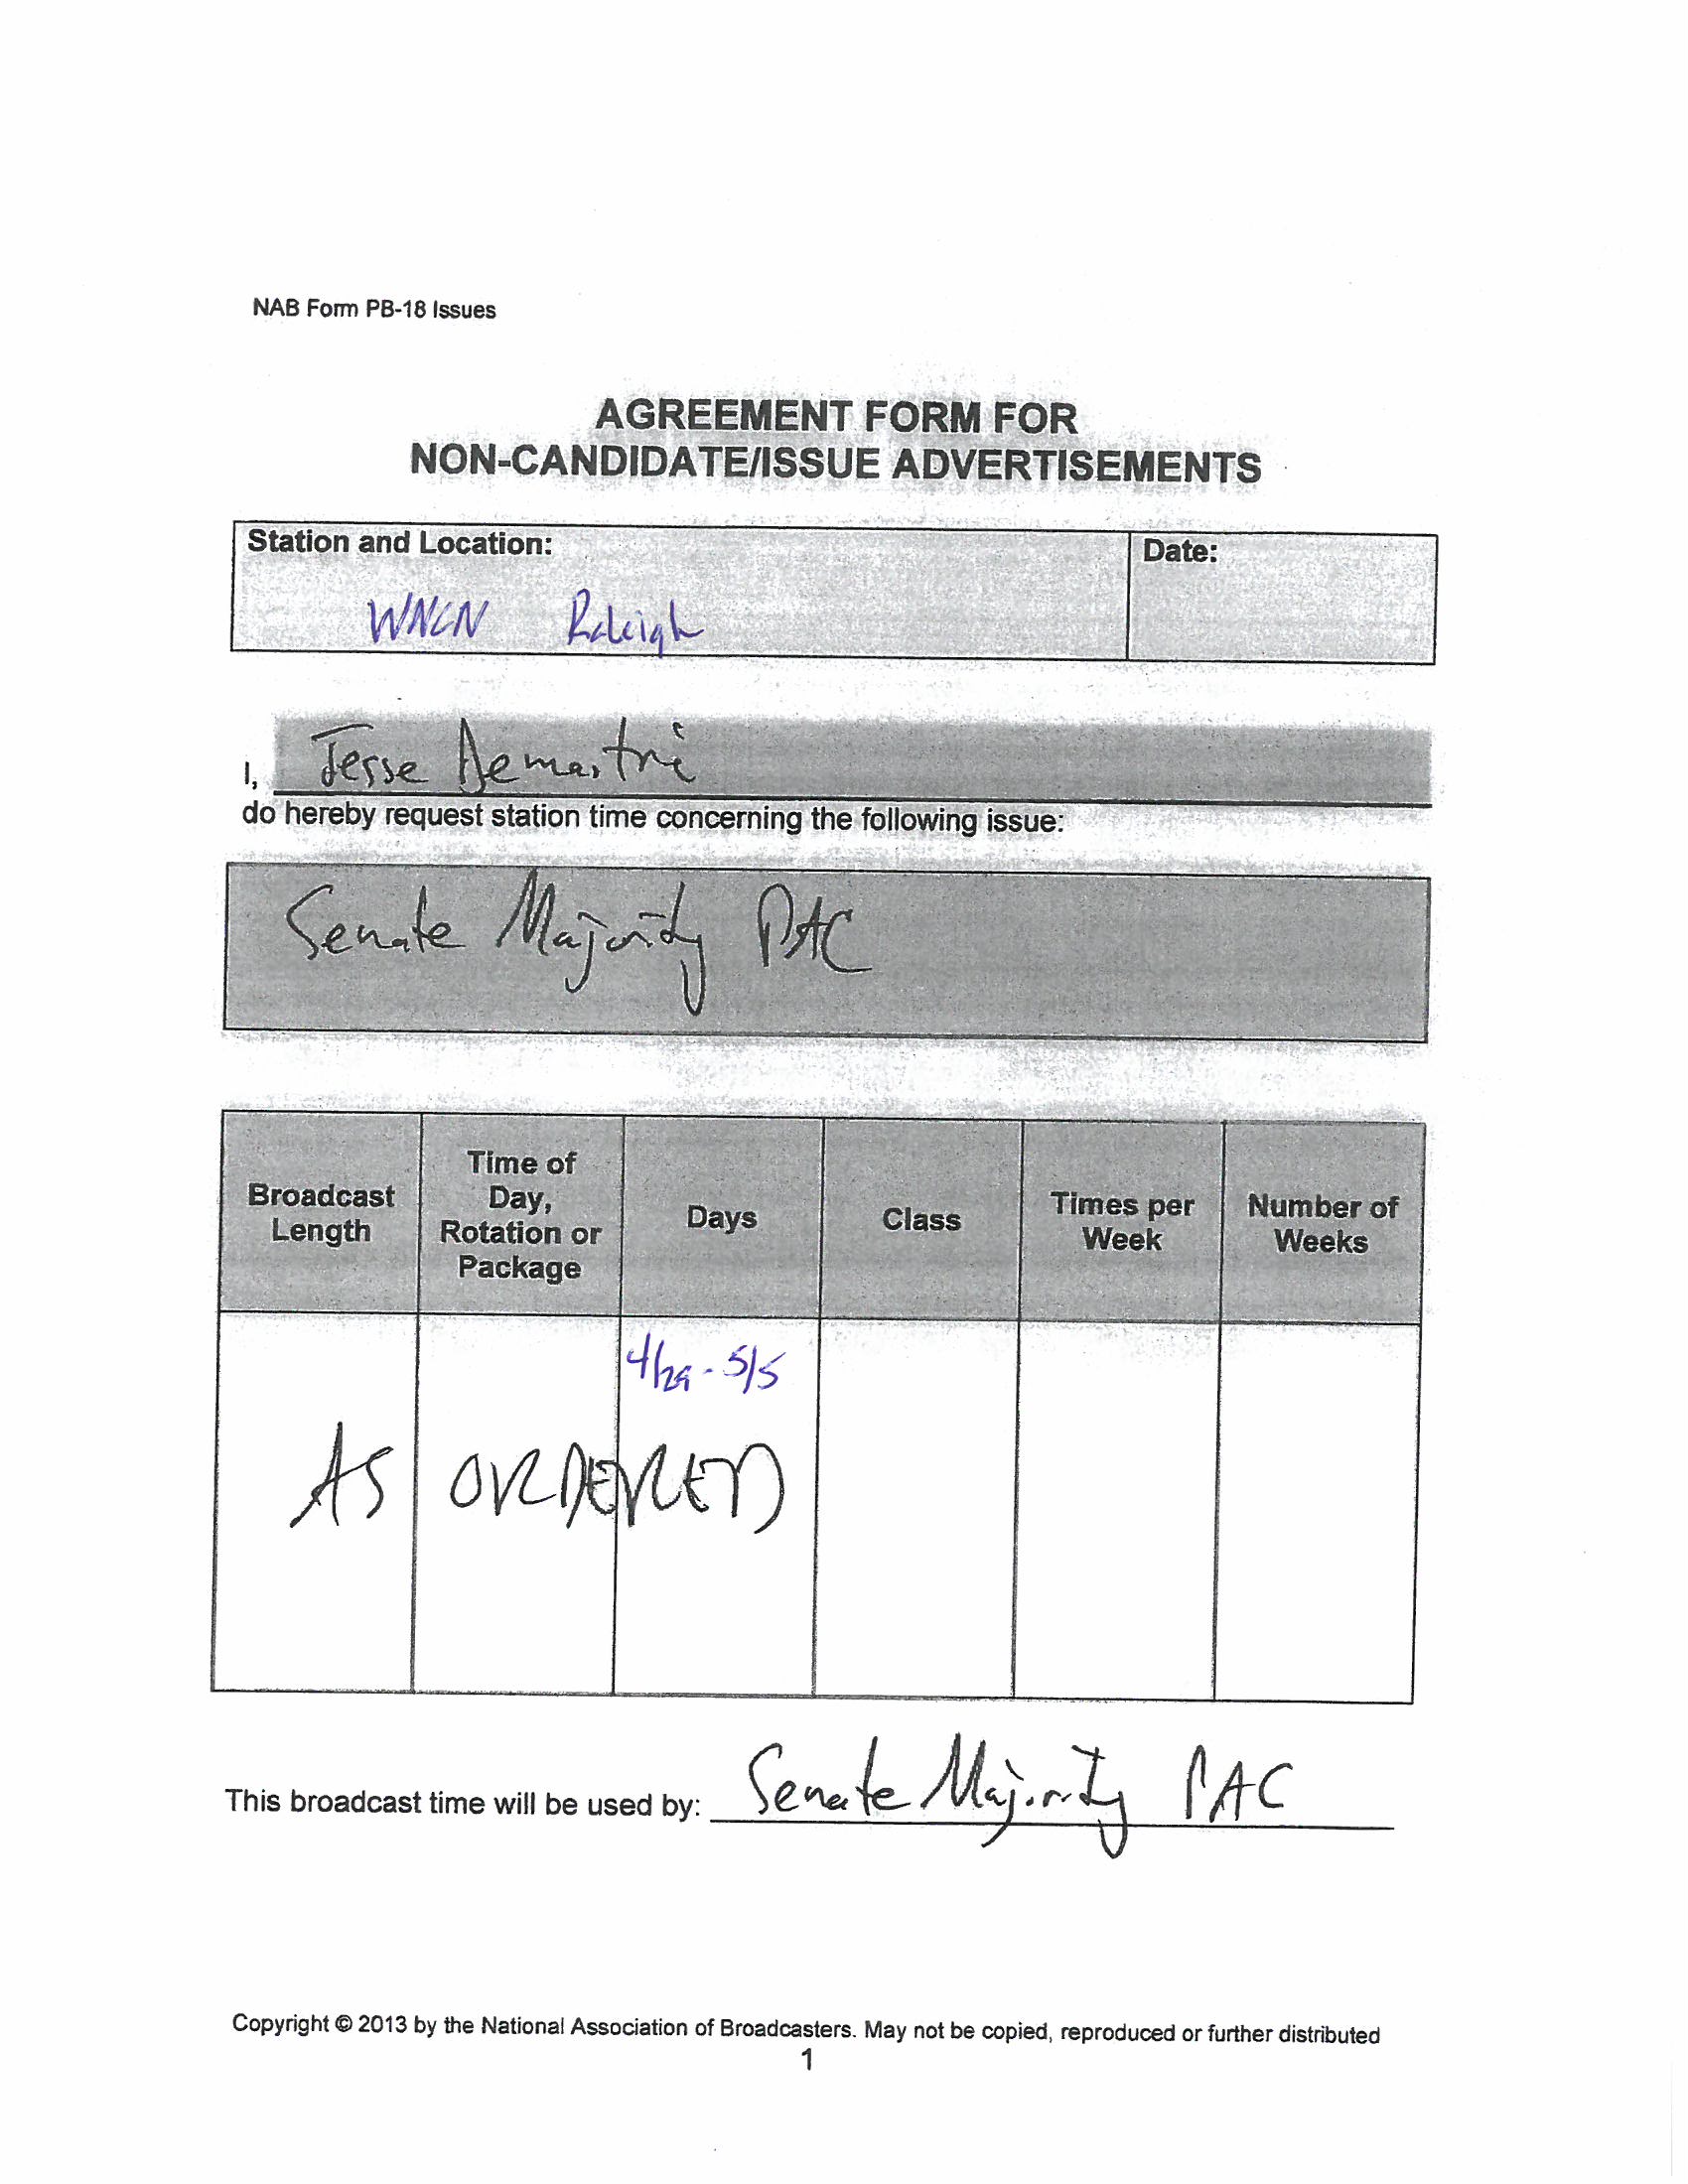 NAB Form PB-18 Issues
AGREEMENT FORM FOR
NON-CANDIDATE/ISSUE ADVERTISEMENTS
Station and Location:
Date:
WNCN Raleigh
I, Jesse Demastrie
do hereby request station time concerning the following issue:
Senate Majority PAC
Broadcast Length
Time of Day, Rotation or Package
Days
Class
Times per Week
Number of Weeks
4/29 - 5/5
AS ORDERED
This broadcast time will be used by: Senate Majority PAC
Copyright © 2013 by the National Association of Broadcasters. May not be copied, reproduced or further distributed
1